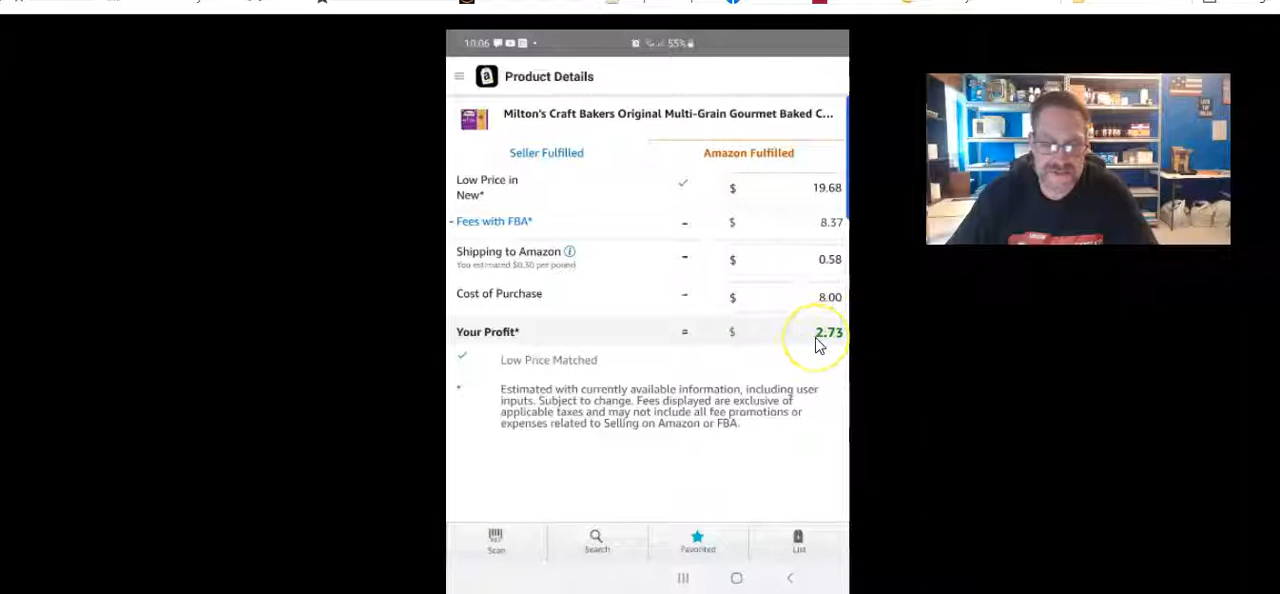 10:06
55%
Product Details
Milton's Craft Bakers Original Multi-Grain Gourmet Baked C...
Seller Fulfilled
Amazon Fulfilled
Low Price in
New*
$ 19.68
- Fees with FBA*
- $ 8.37
Shipping to Amazon
You estimated $0.30 per pound
- $ 0.58
Cost of Purchase
- $ 8.00
Your Profit*
= $ 2.73
Low Price Matched
* Estimated with currently available information, including user
inputs. Subject to change. Fees displayed are exclusive of
applicable taxes and may not include all fee promotions or
expenses related to Selling on Amazon or FBA.
Scan
Search
Favorited
List